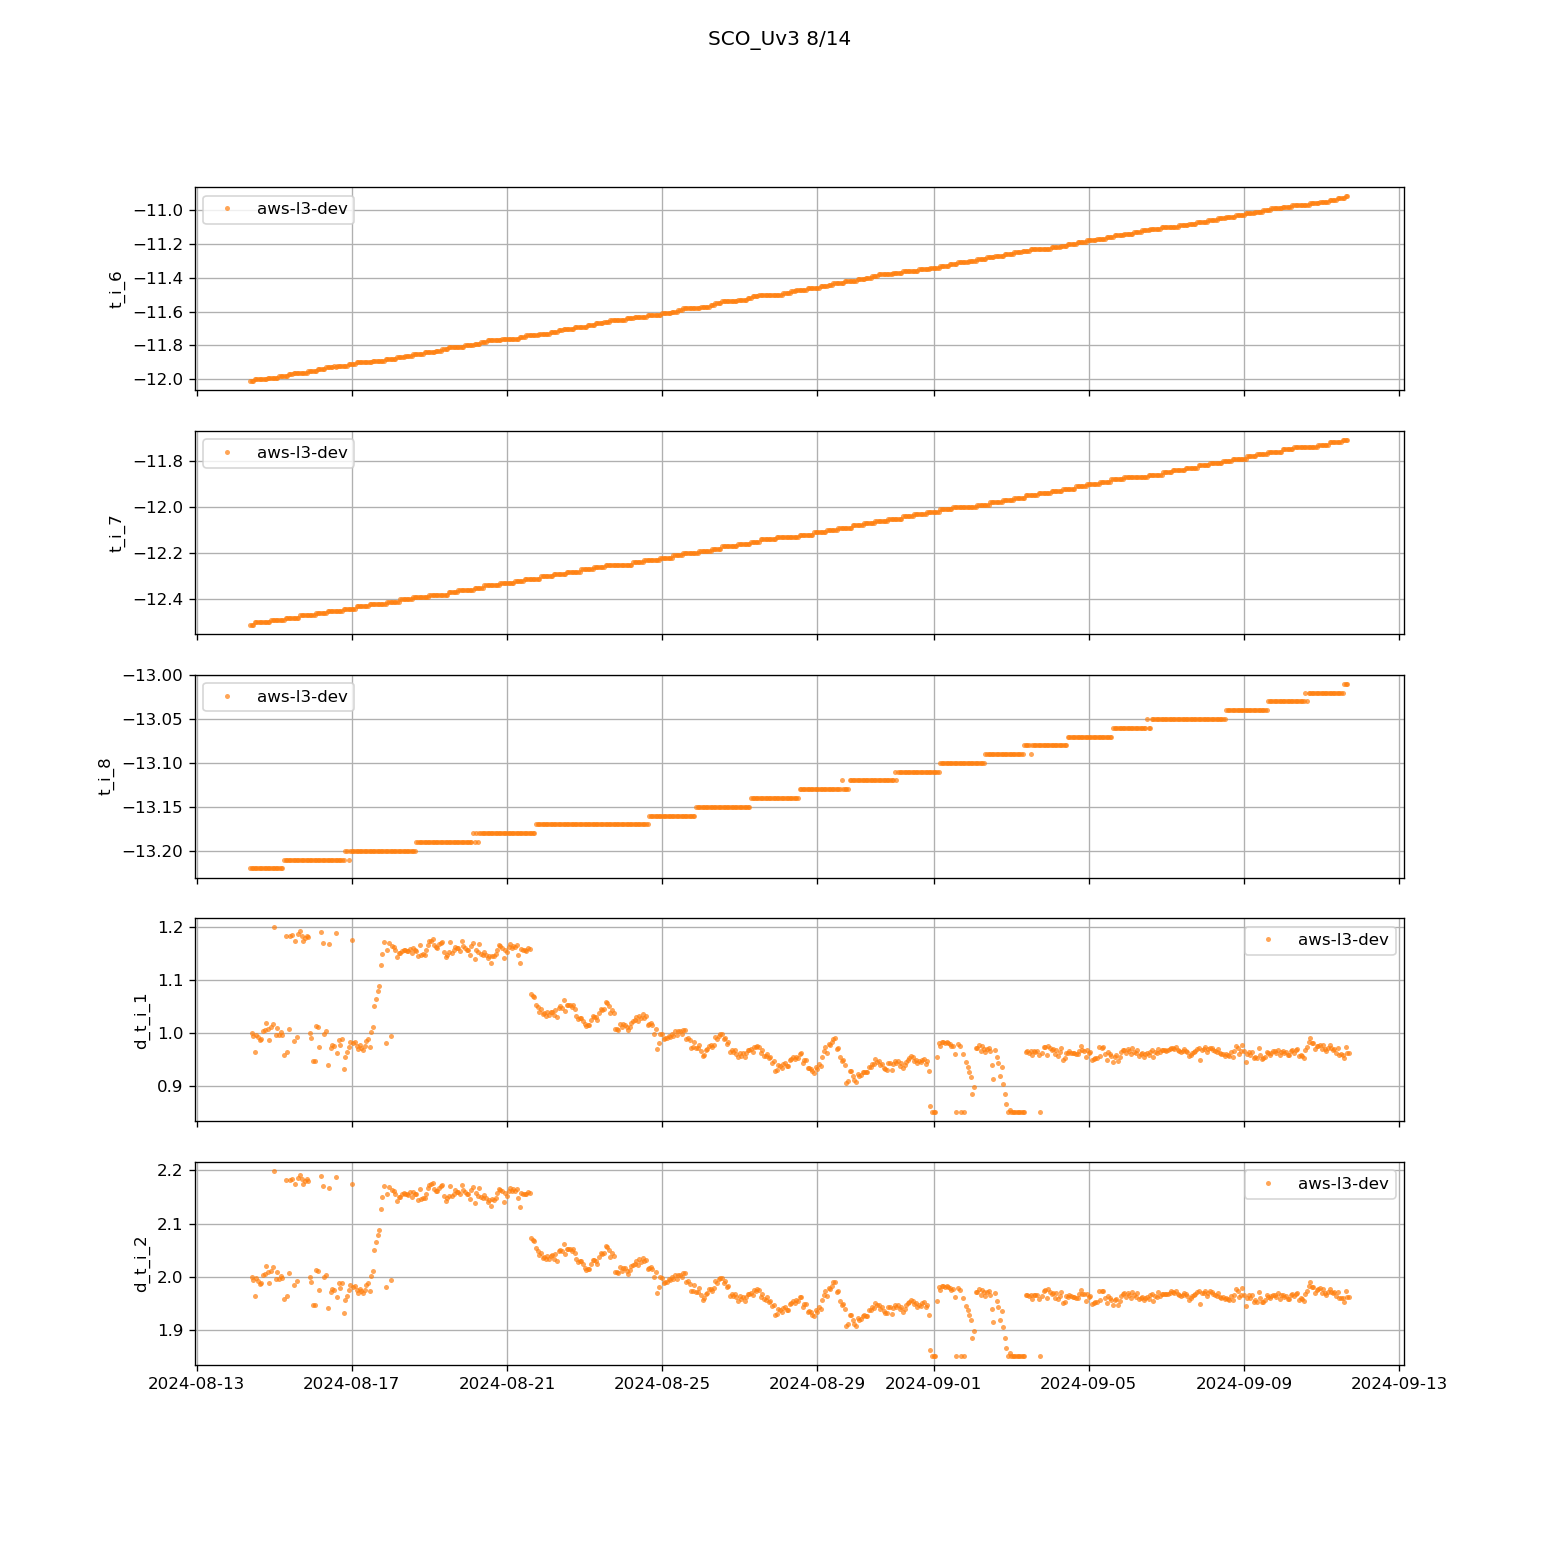 SCO_Uv3 8/14
aws-l3-dev
−11.0
−11.2
−11.4
−11.6
−11.8
−12.0
t_i_6
aws-l3-dev
−11.8
−12.0
−12.2
−12.4
t_i_7
aws-l3-dev
−13.00
−13.05
−13.10
−13.15
−13.20
t_i_8
aws-l3-dev
1.2
1.1
1.0
0.9
d_t_i_1
aws-l3-dev
2.2
2.1
2.0
1.9
d_t_i_2
2024-08-13 2024-08-17 2024-08-21 2024-08-25 2024-08-29 2024-09-01 2024-09-05 2024-09-09 2024-09-13